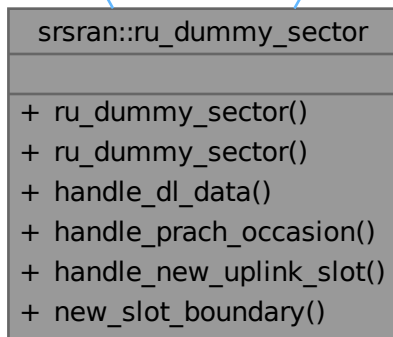 srsran::ru_dummy_sector
+ ru_dummy_sector()
+ ru_dummy_sector()
+ handle_dl_data()
+ handle_prach_occasion()
+ handle_new_uplink_slot()
+ new_slot_boundary()